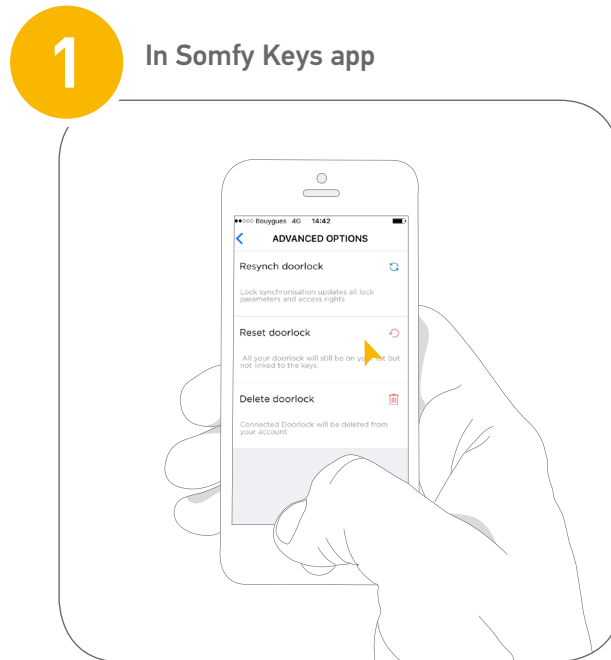 1
In Somfy Keys app
Bouygues 4G 14:42
ADVANCED OPTIONS
Resynch doorlock
Lock synchronisation updates all lock
parameters and access rights
Reset doorlock
All your doorlock will still be on your list but
not linked to the keys.
Delete doorlock
Connected Doorlock will be deleted from
your account